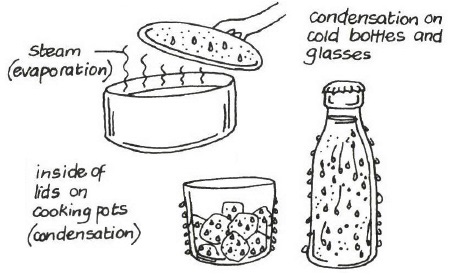 steam
(evaporation)
condensation on
cold bottles and
glasses
inside of
lids on
cooking pots
(condensation)